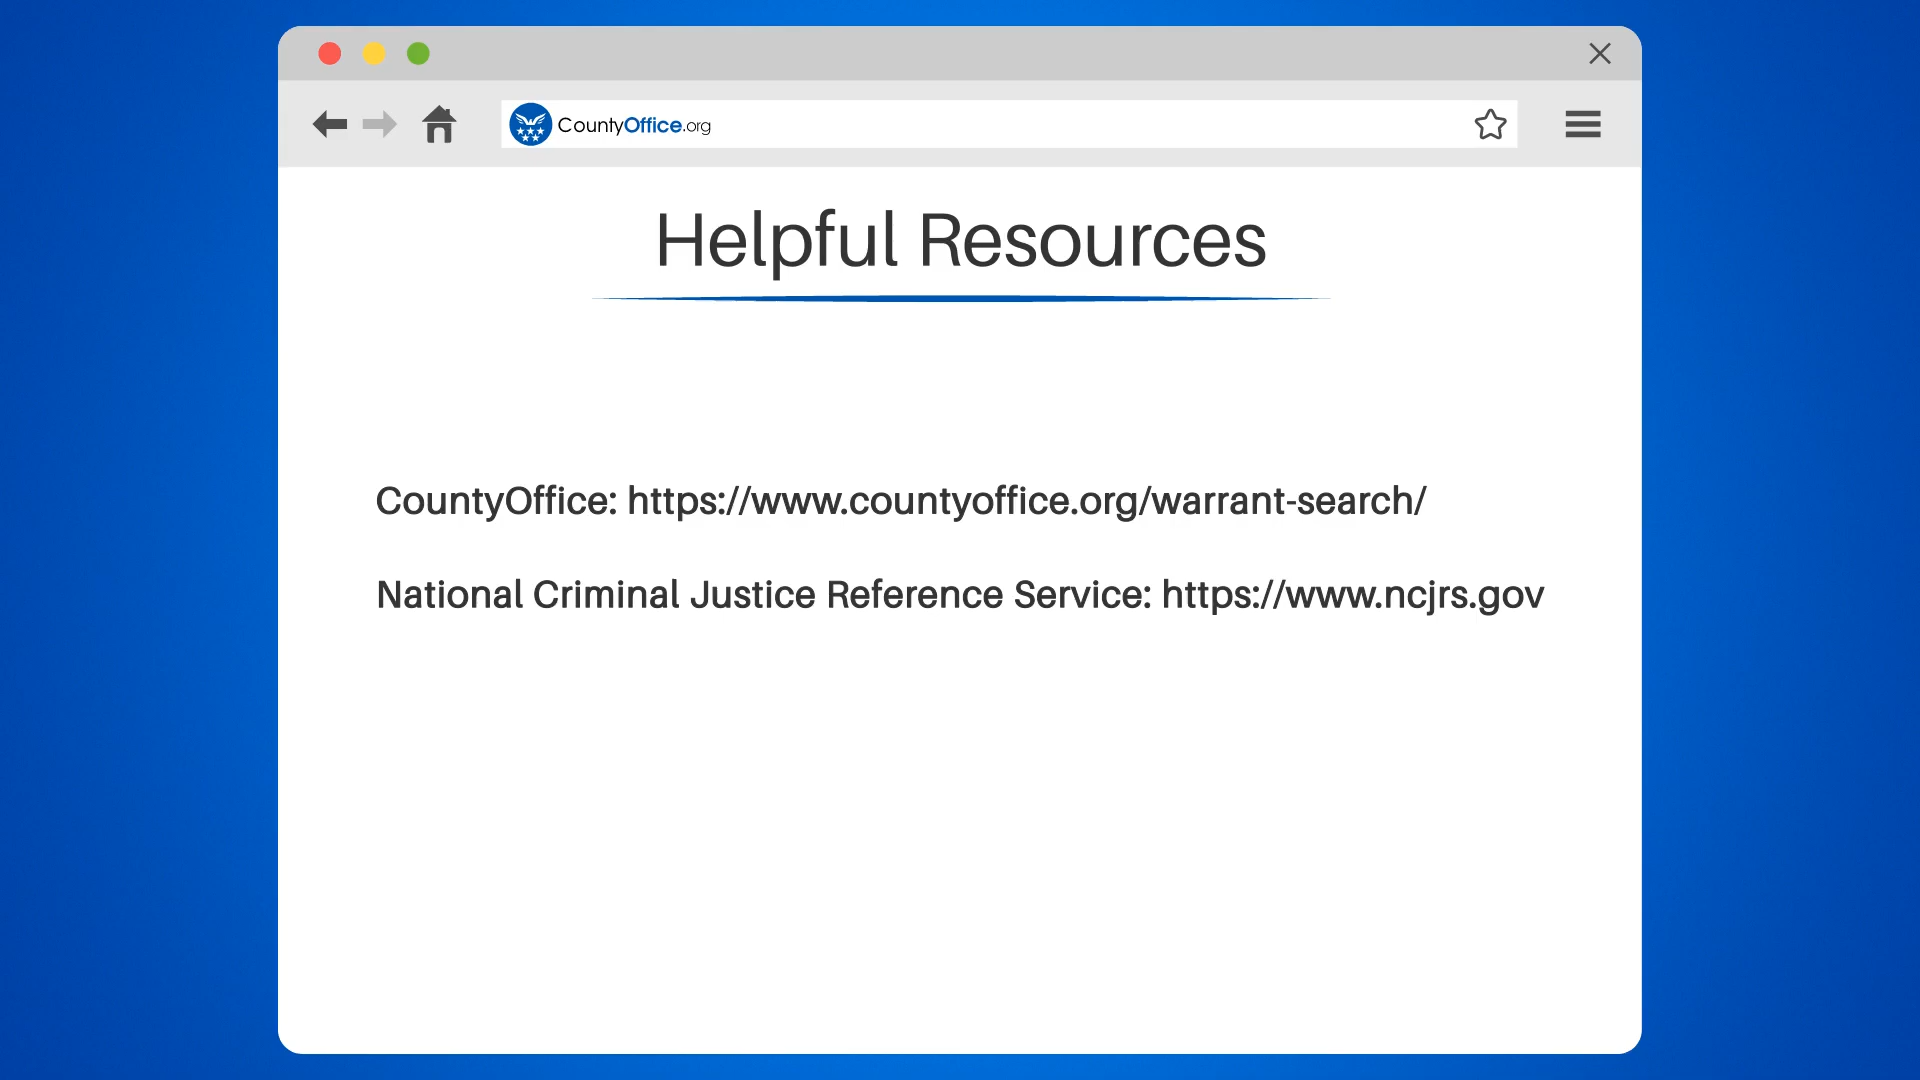 CountyOffice.org
Helpful Resources
CountyOffice: https://www.countyoffice.org/warrant-search/
National Criminal Justice Reference Service: https://www.ncjrs.gov